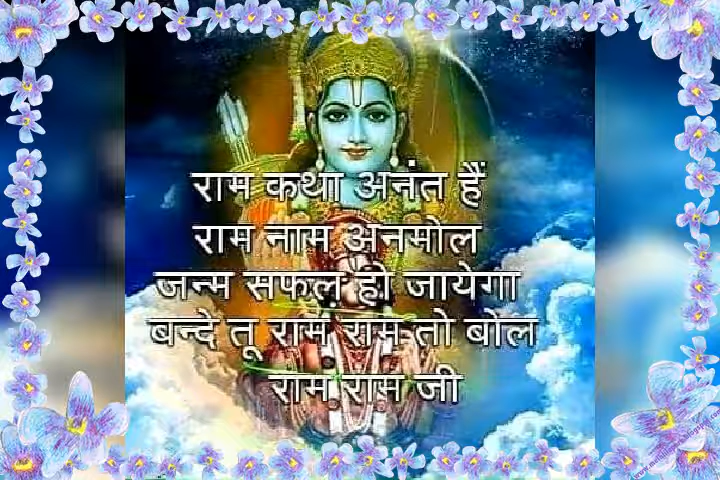 राम कथा अनंत हैं
राम नाम अनमोल
जन्म सफल हो जायेगा
बन्दे तू राम राम तो बोल
राम राम जी